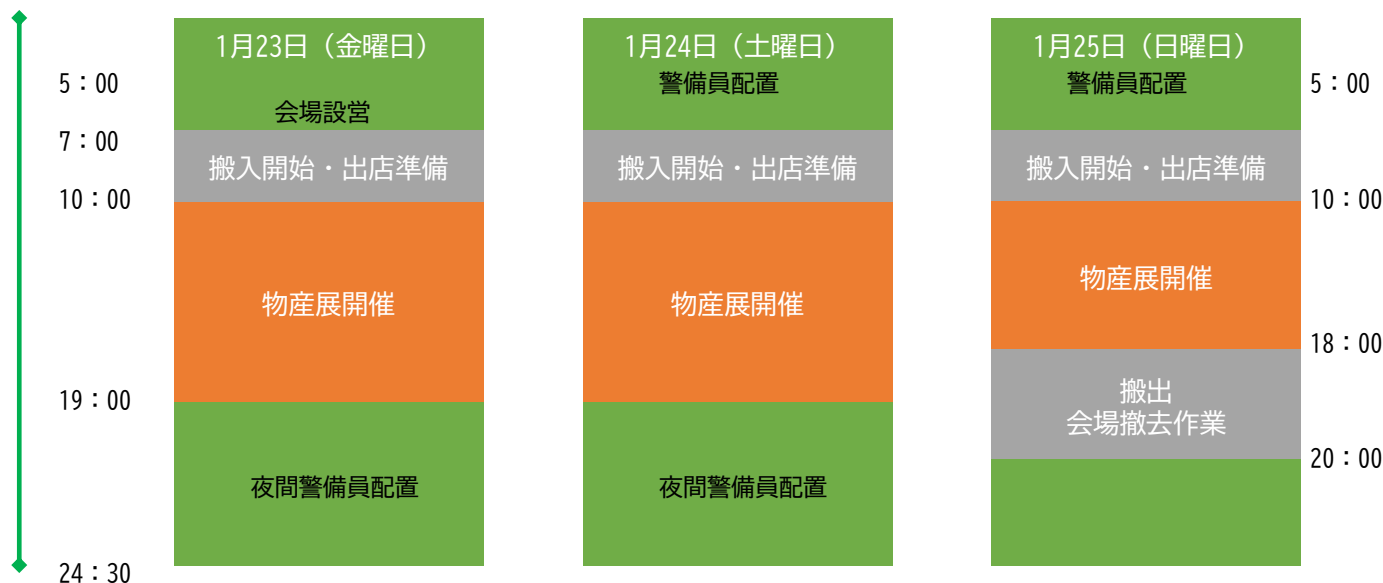 1月23日（金曜日）
1月24日（土曜日）
1月25日（日曜日）
5：00
警備員配置
警備員配置
5：00
会場設営
7：00
搬入開始・出店準備
搬入開始・出店準備
搬入開始・出店準備
10：00
10：00
物産展開催
物産展開催
物産展開催
18：00
19：00
搬出
会場撤去作業
20：00
夜間警備員配置
夜間警備員配置
24：30